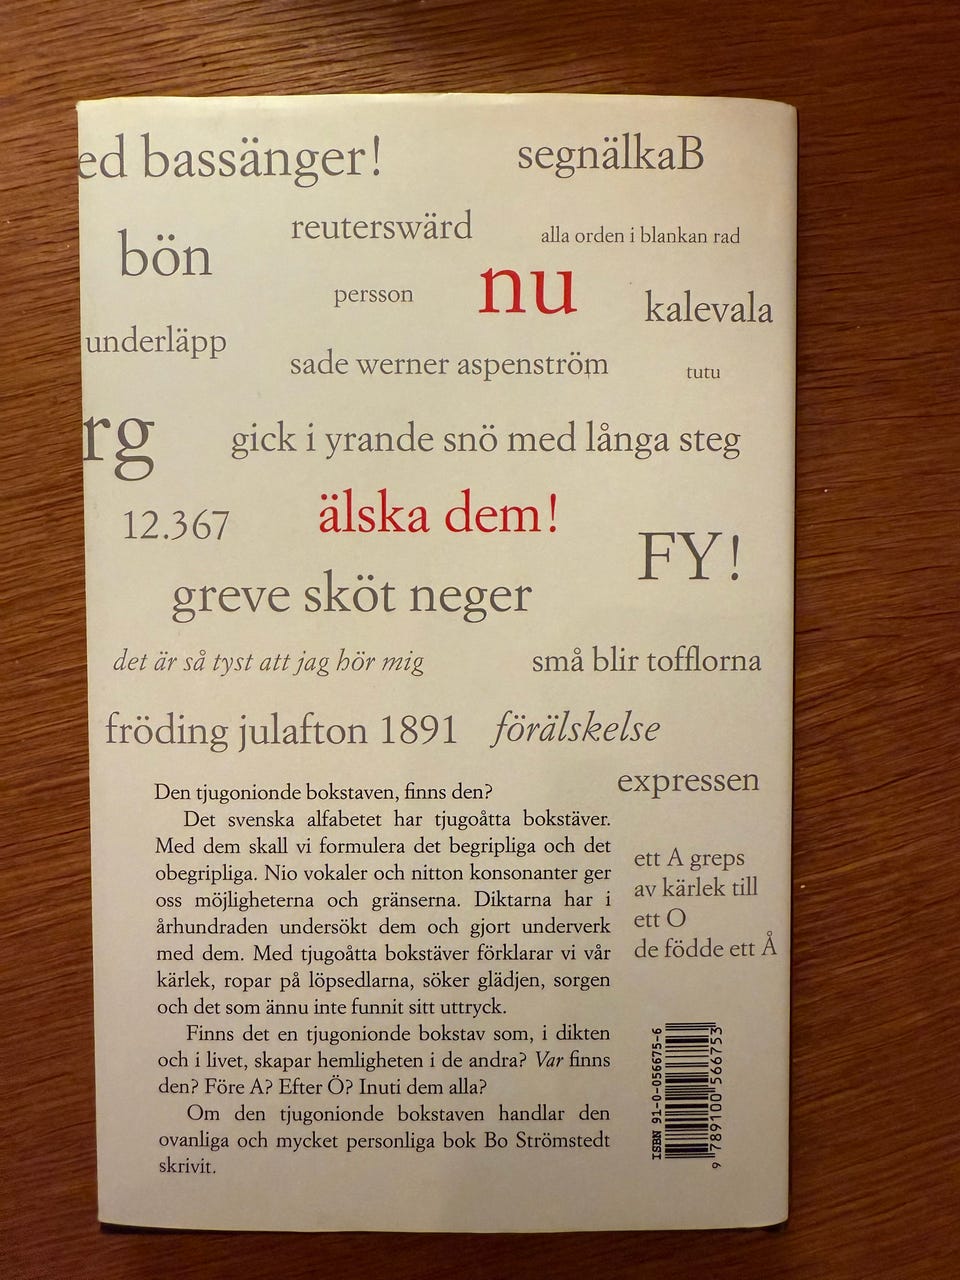 ed bassänger!
segnälkaB
reuterswärd
alla orden i blankan rad
bön
nu
persson
kalevala
underläpp
sade werner aspenström
tutu
rg
gick i yrande snö med långa steg
12.367
älska dem!
FY!
greve sköt neger
det är så tyst att jag hör mig
små blir tofflorna
fröding julafton 1891
förälskelse
expressen
Den tjugonionde bokstaven, finns den?
Det svenska alfabetet har tjugoåtta bokstäver.
Med dem skall vi formulera det begripliga och det
obegripliga. Nio vokaler och nitton konsonanter ger
oss möjligheterna och gränserna. Diktarna har i
århundraden undersökt dem och gjort underverk
med dem. Med tjugoåtta bokstäver förklarar vi vår
kärlek, ropar på löpsedlarna, söker glädjen, sorgen
och det som ännu inte funnit sitt uttryck.
Finns det en tjugonionde bokstav som, i dikten
och i livet, skapar hemligheten i de andra? Var finns
den? Före A? Efter Ö? Inuti dem alla?
Om den tjugonionde bokstaven handlar den
ovanliga och mycket personliga bok Bo Strömstedt
skrivit.
ett A greps
av kärlek till
ett O
de födde ett Å
ISBN 91-0-056675-6
9 789100 566753